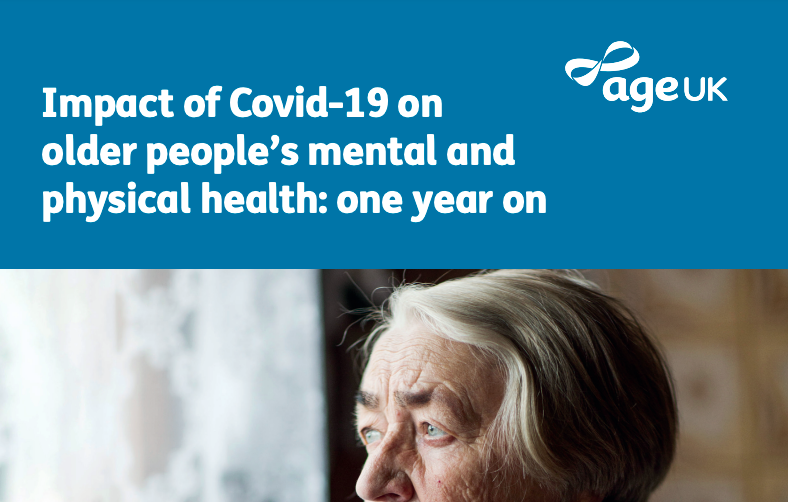 Impact of Covid-19 on
older people’s mental and
physical health: one year on
age UK